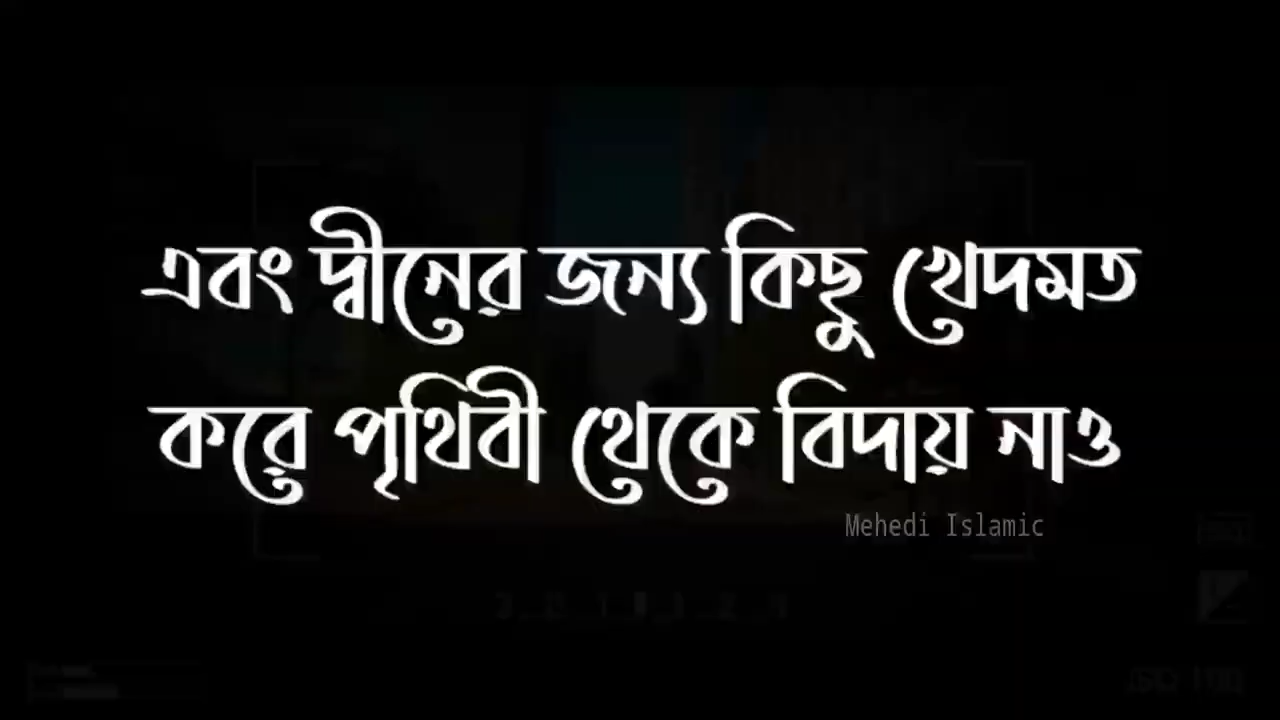 এবং দ্বীনের জন্য কিছু খেদমত
করে পৃথিবী থেকে বিদায় নাও
Mehedi Islamic